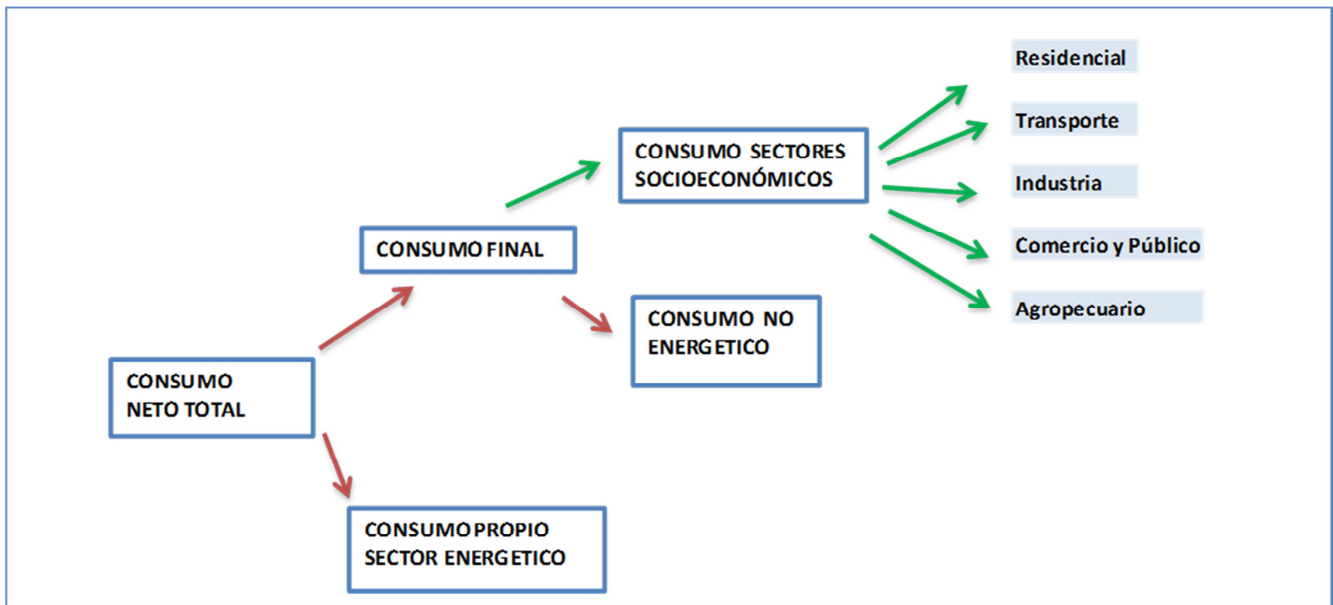 Residencial
Transporte
CONSUMO SECTORES
SOCIOECONÓMICOS
Industria
CONSUMO FINAL
Comercio y Público
Agropecuario
CONSUMO NO
ENERGETICO
CONSUMO
NETO TOTAL
CONSUMO PROPIO
SECTOR ENERGETICO